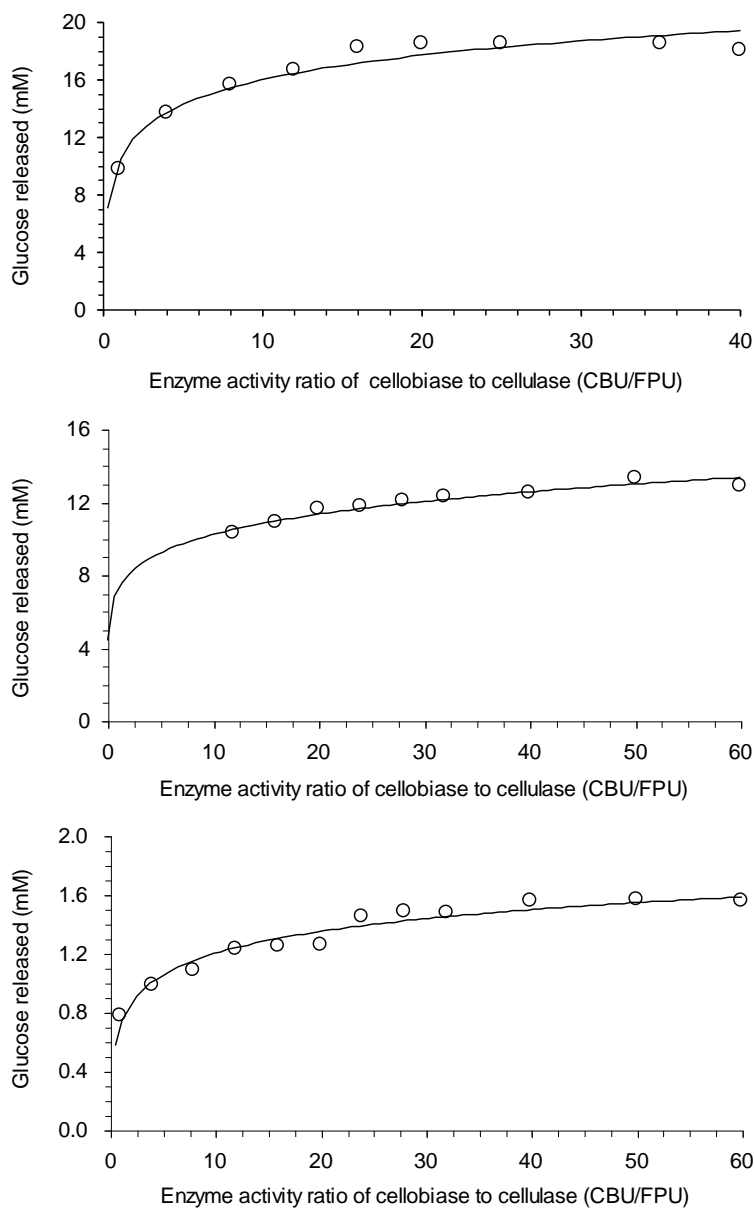 20
16
12
8
4
0
Glucose released (mM)
0 10 20 30 40
Enzyme activity ratio of cellobiase to cellulase (CBU/FPU)
16
12
8
4
0
Glucose released (mM)
0 10 20 30 40 50 60
Enzyme activity ratio of cellobiase to cellulase (CBU/FPU)
2.0
1.6
1.2
0.8
0.4
0.0
Glucose released (mM)
0 10 20 30 40 50 60
Enzyme activity ratio of cellobiase to cellulase (CBU/FPU)